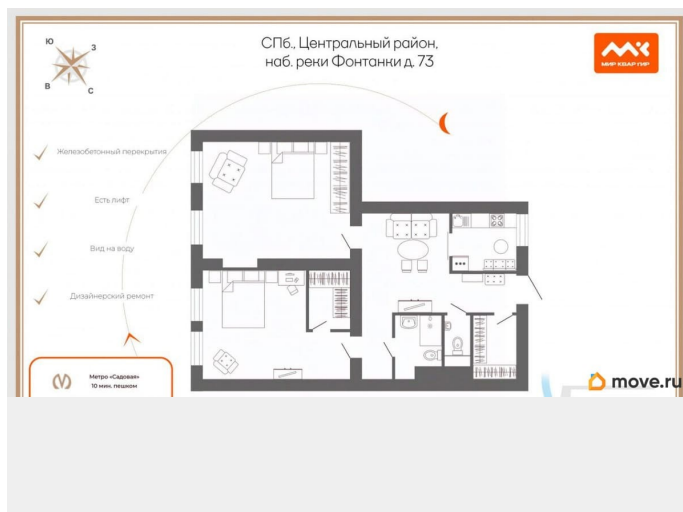 СПб., Центральный район,
наб. реки Фонтанки д. 73
МИР КВАРТИР
Ю
З
В
С
Железобетонный перекрытия
Есть лифт
Вид на воду
Дизайнерский ремонт
Метро «Садовая»
10 мин. пешком
move.ru